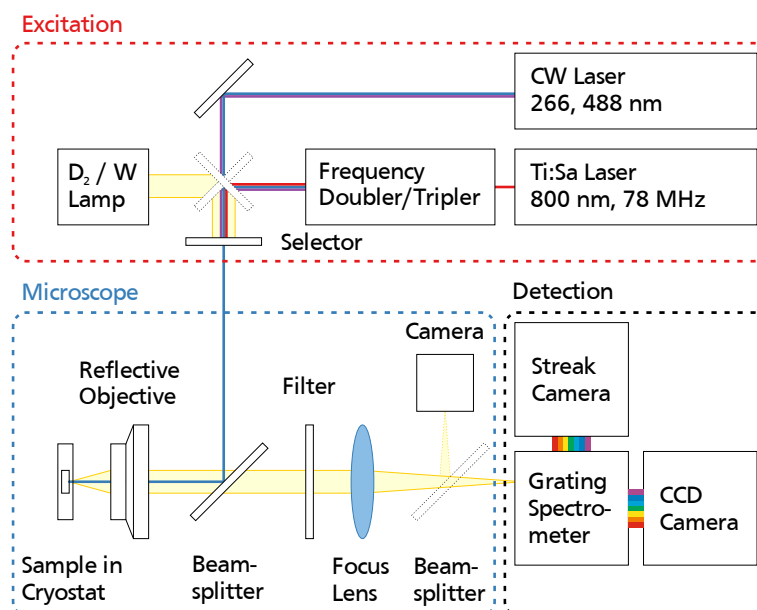 Excitation
CW Laser
266, 488 nm
D₂ / W
Lamp
Frequency
Doubler/Tripler
Ti:Sa Laser
800 nm, 78 MHz
Selector
Microscope
Detection
Camera
Reflective
Objective
Filter
Streak
Camera
Grating
Spectro-
meter
CCD
Camera
Sample in
Cryostat
Beam-
splitter
Focus
Lens
Beam-
splitter